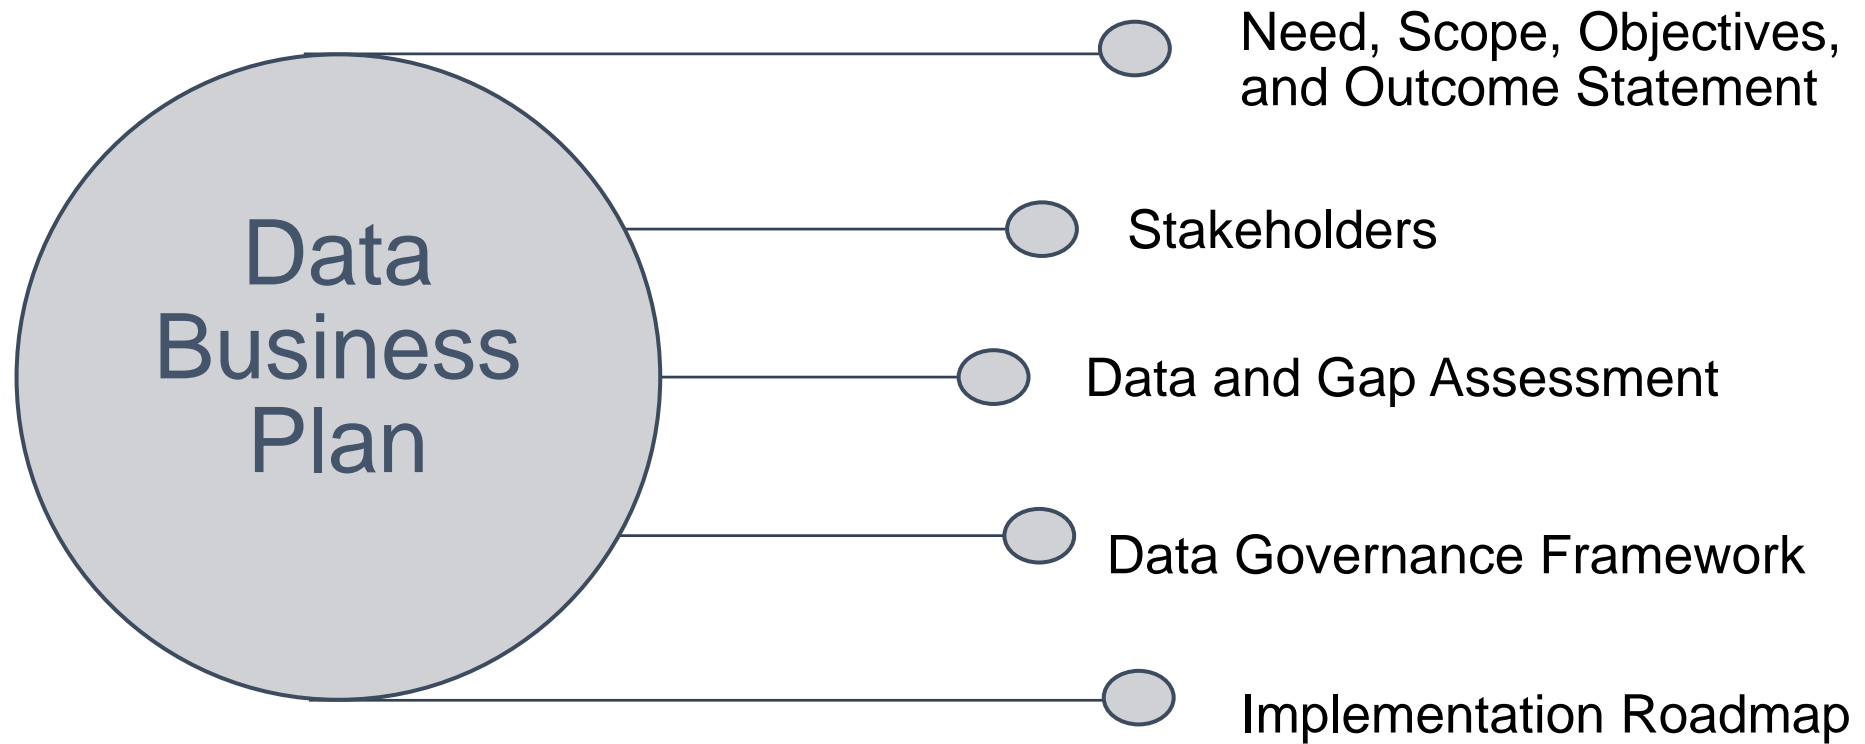 Data
Business
Plan
Need, Scope, Objectives,
and Outcome Statement
Stakeholders
Data and Gap Assessment
Data Governance Framework
Implementation Roadmap